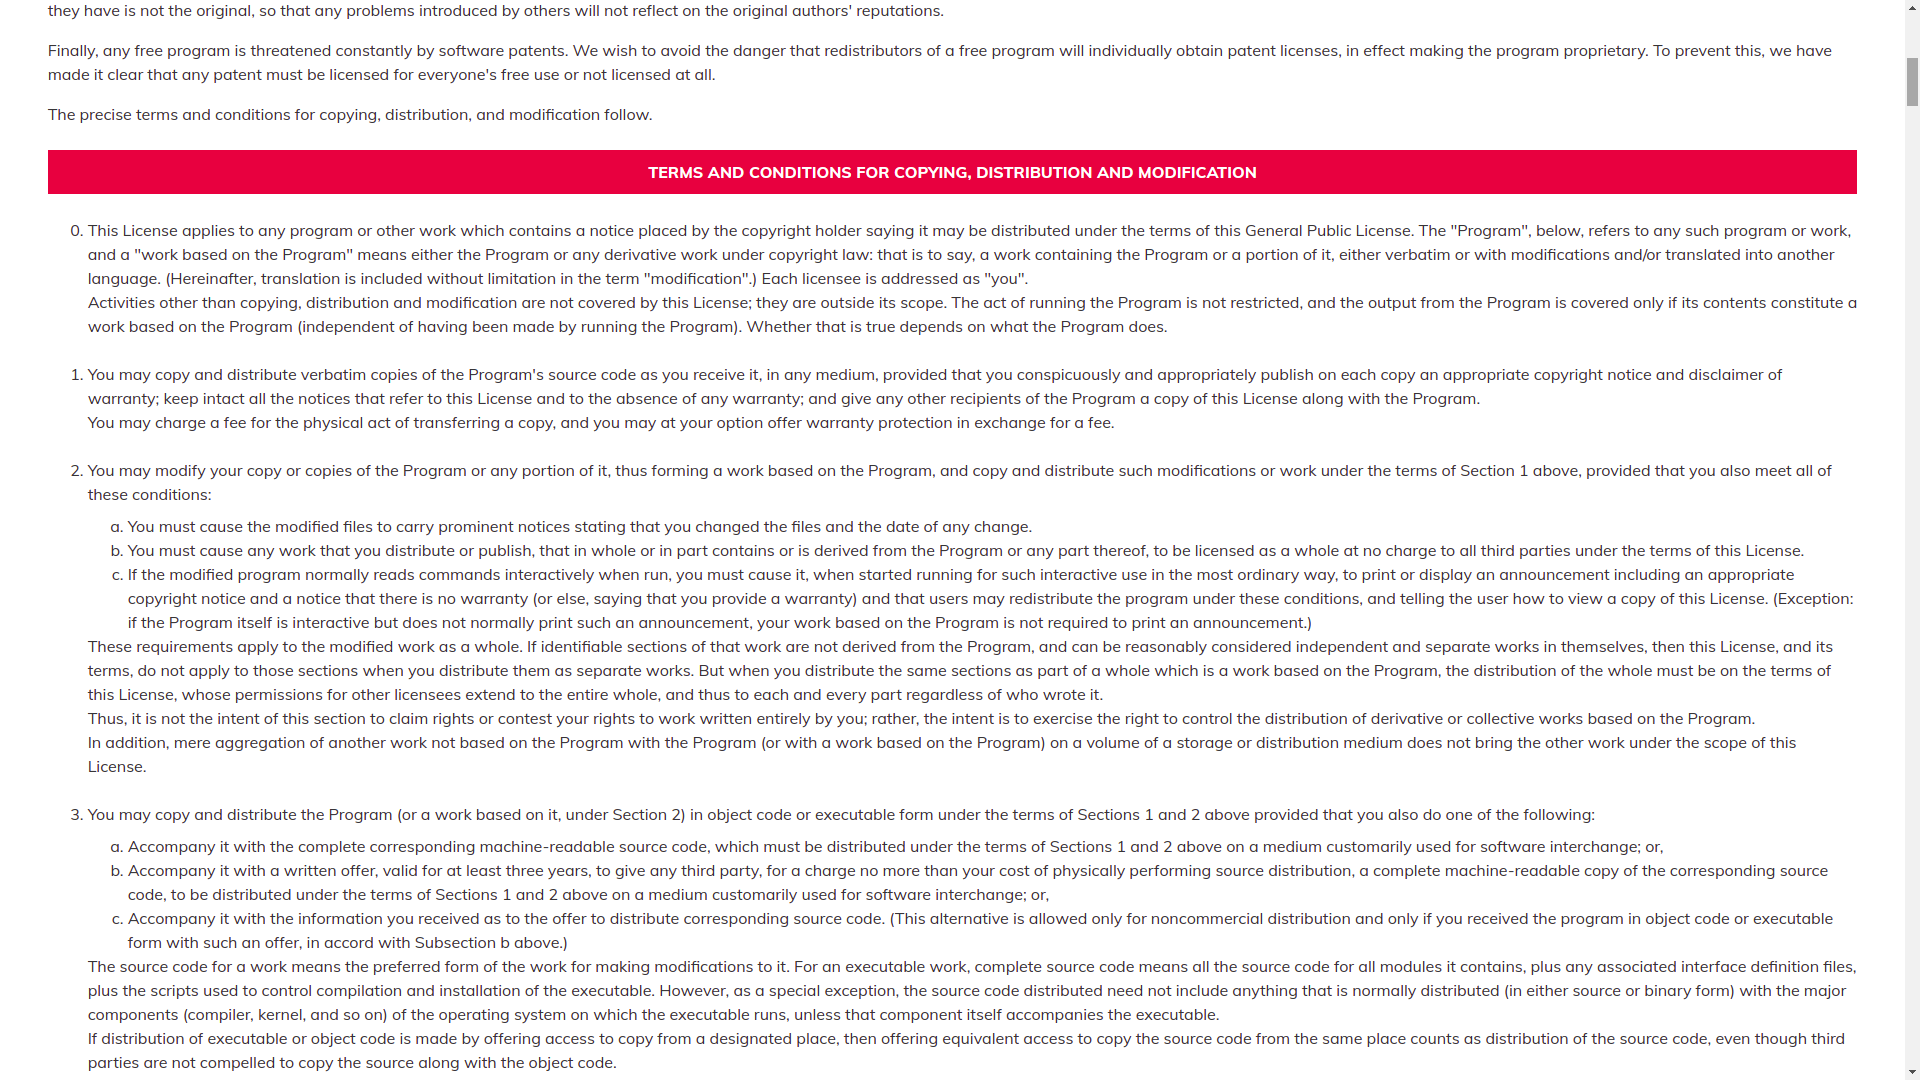 they have is not the original, so that any problems introduced by others will not reflect on the original authors' reputations.
Finally, any free program is threatened constantly by software patents. We wish to avoid the danger that redistributors of a free program will individually obtain patent licenses, in effect making the program proprietary. To prevent this, we have
made it clear that any patent must be licensed for everyone's free use or not licensed at all.
The precise terms and conditions for copying, distribution, and modification follow.
TERMS AND CONDITIONS FOR COPYING, DISTRIBUTION AND MODIFICATION
0. This License applies to any program or other work which contains a notice placed by the copyright holder saying it may be distributed under the terms of this General Public License. The "Program", below, refers to any such program or work,
and a "work based on the Program" means either the Program or any derivative work under copyright law: that is to say, a work containing the Program or a portion of it, either verbatim or with modifications and/or translated into another
language. (Hereinafter, translation is included without limitation in the term "modification".) Each licensee is addressed as "you".
Activities other than copying, distribution and modification are not covered by this License; they are outside its scope. The act of running the Program is not restricted, and the output from the Program is covered only if its contents constitute a
work based on the Program (independent of having been made by running the Program). Whether that is true depends on what the Program does.
1. You may copy and distribute verbatim copies of the Program's source code as you receive it, in any medium, provided that you conspicuously and appropriately publish on each copy an appropriate copyright notice and disclaimer of
warranty; keep intact all the notices that refer to this License and to the absence of any warranty; and give any other recipients of the Program a copy of this License along with the Program.
You may charge a fee for the physical act of transferring a copy, and you may at your option offer warranty protection in exchange for a fee.
2. You may modify your copy or copies of the Program or any portion of it, thus forming a work based on the Program, and copy and distribute such modifications or work under the terms of Section 1 above, provided that you also meet all of
these conditions:
a. You must cause the modified files to carry prominent notices stating that you changed the files and the date of any change.
b. You must cause any work that you distribute or publish, that in whole or in part contains or is derived from the Program or any part thereof, to be licensed as a whole at no charge to all third parties under the terms of this License.
c. If the modified program normally reads commands interactively when run, you must cause it, when started running for such interactive use in the most ordinary way, to print or display an announcement including an appropriate
copyright notice and a notice that there is no warranty (or else, saying that you provide a warranty) and that users may redistribute the program under these conditions, and telling the user how to view a copy of this License. (Exception:
if the Program itself is interactive but does not normally print such an announcement, your work based on the Program is not required to print an announcement.)
These requirements apply to the modified work as a whole. If identifiable sections of that work are not derived from the Program, and can be reasonably considered independent and separate works in themselves, then this License, and its
terms, do not apply to those sections when you distribute them as separate works. But when you distribute the same sections as part of a whole which is a work based on the Program, the distribution of the whole must be on the terms of
this License, whose permissions for other licensees extend to the entire whole, and thus to each and every part regardless of who wrote it.
Thus, it is not the intent of this section to claim rights or contest your rights to work written entirely by you; rather, the intent is to exercise the right to control the distribution of derivative or collective works based on the Program.
In addition, mere aggregation of another work not based on the Program with the Program (or with a work based on the Program) on a volume of a storage or distribution medium does not bring the other work under the scope of this
License.
3. You may copy and distribute the Program (or a work based on it, under Section 2) in object code or executable form under the terms of Sections 1 and 2 above provided that you also do one of the following:
a. Accompany it with the complete corresponding machine-readable source code, which must be distributed under the terms of Sections 1 and 2 above on a medium customarily used for software interchange; or,
b. Accompany it with a written offer, valid for at least three years, to give any third party, for a charge no more than your cost of physically performing source distribution, a complete machine-readable copy of the corresponding source
code, to be distributed under the terms of Sections 1 and 2 above on a medium customarily used for software interchange; or,
c. Accompany it with the information you received as to the offer to distribute corresponding source code. (This alternative is allowed only for noncommercial distribution and only if you received the program in object code or executable
form with such an offer, in accord with Subsection b above.)
The source code for a work means the preferred form of the work for making modifications to it. For an executable work, complete source code means all the source code for all modules it contains, plus any associated interface definition files,
plus the scripts used to control compilation and installation of the executable. However, as a special exception, the source code distributed need not include anything that is normally distributed (in either source or binary form) with the major
components (compiler, kernel, and so on) of the operating system on which the executable runs, unless that component itself accompanies the executable.
If distribution of executable or object code is made by offering access to copy from a designated place, then offering equivalent access to copy the source code from the same place counts as distribution of the source code, even though third
parties are not compelled to copy the source along with the object code.